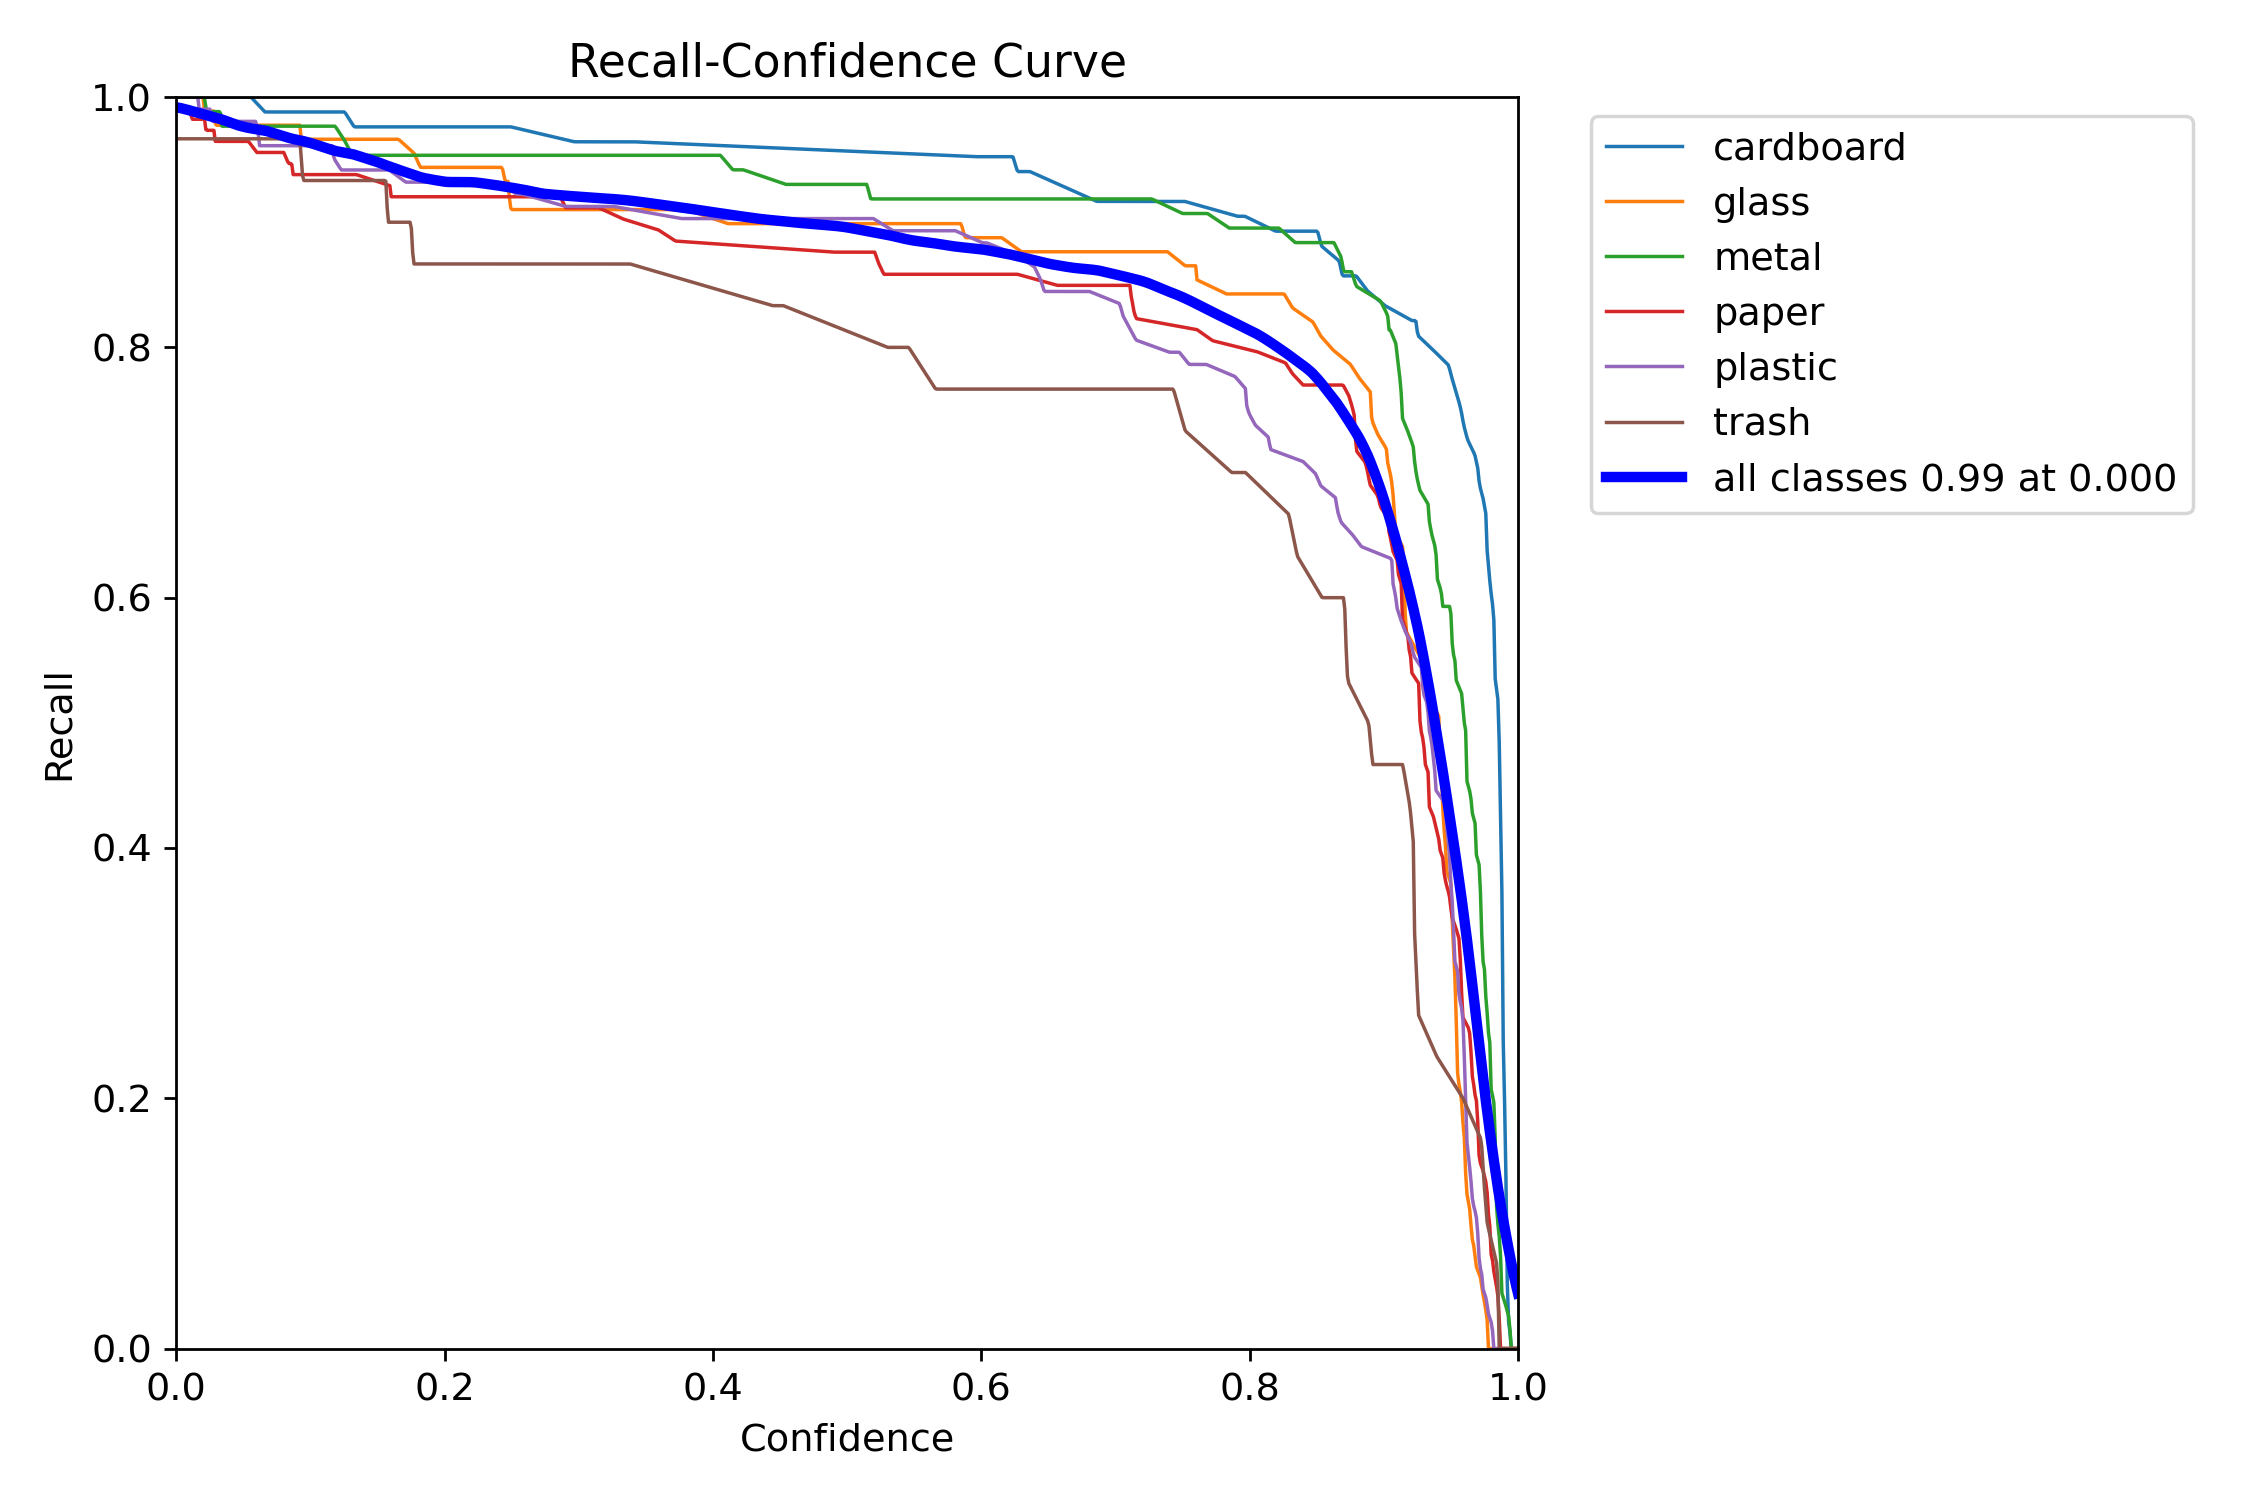 Recall-Confidence Curve
1.0
0.8
0.6
0.4
0.2
0.0
Recall
0.0 0.2 0.4 0.6 0.8 1.0
Confidence
cardboard
glass
metal
paper
plastic
trash
all classes 0.99 at 0.000